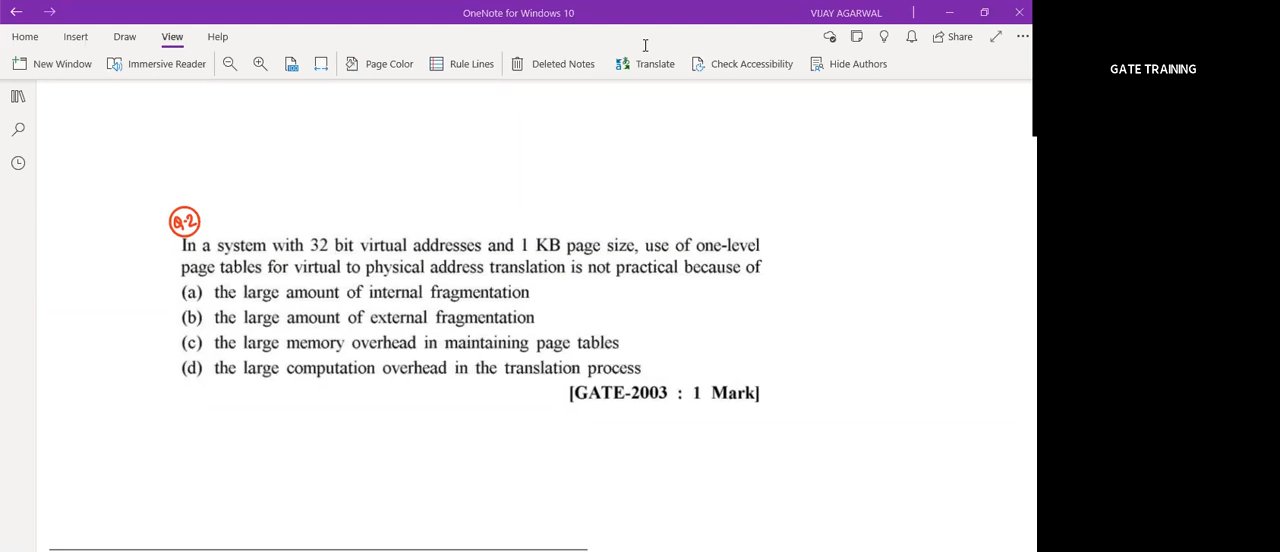 OneNote for Windows 10
VIJAY AGARWAL
Home Insert Draw View Help
Share
New Window Immersive Reader Page Color Rule Lines Deleted Notes Translate Check Accessibility Hide Authors
GATE TRAINING
Q-2
In a system with 32 bit virtual addresses and 1 KB page size, use of one-level
page tables for virtual to physical address translation is not practical because of
(a) the large amount of internal fragmentation
(b) the large amount of external fragmentation
(c) the large memory overhead in maintaining page tables
(d) the large computation overhead in the translation process
[GATE-2003 : 1 Mark]